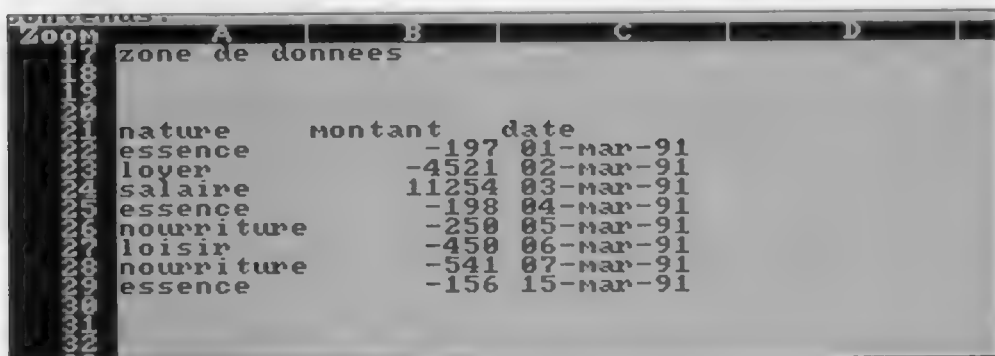 contenus:
Zoom A B C D
17 zone de donnees
18
19
20
21 nature montant date
22 essence -197 01-mar-91
23 loyer -4521 02-mar-91
24 salaire 11254 03-mar-91
25 essence -198 04-mar-91
26 nourriture -250 05-mar-91
27 loisir -450 06-mar-91
28 nourriture -541 07-mar-91
29 essence -156 15-mar-91
30
31
32